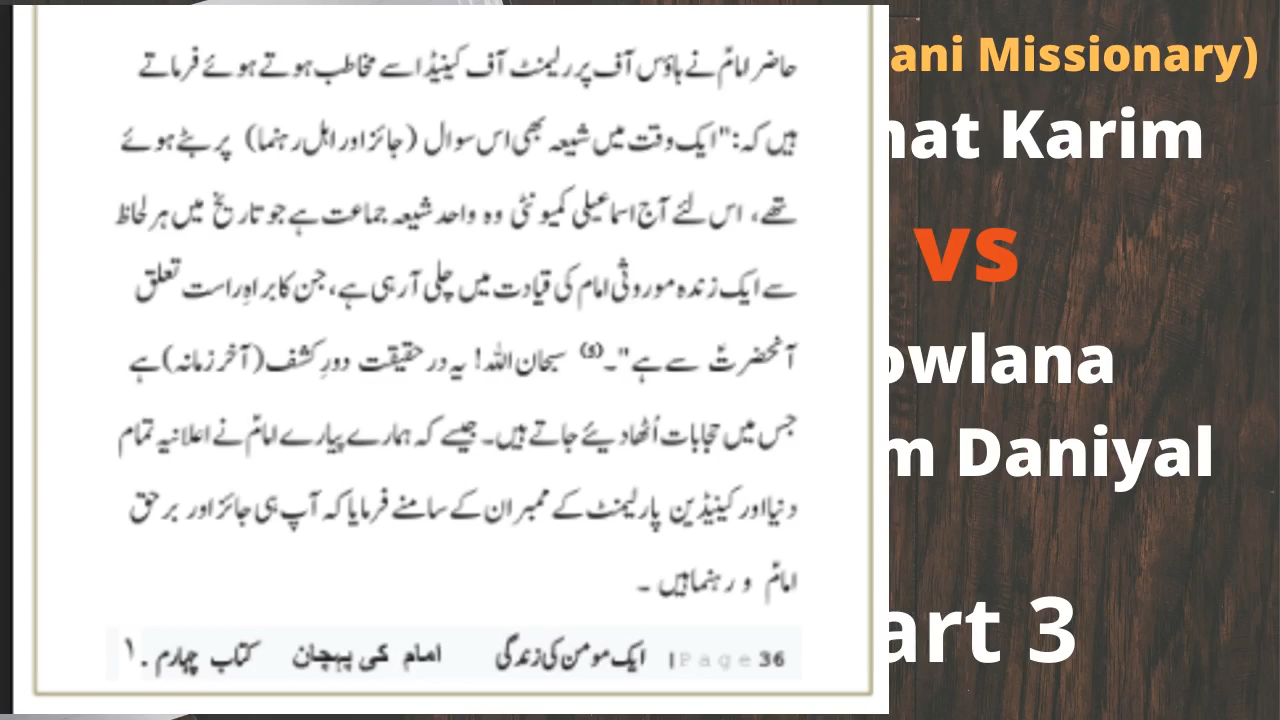 حاضر امامؑ نے ہاؤس آف پررلیمنٹ آف کینیڈا سے مخاطب ہوتے ہوئے فرماتے
ہیں کہ: "ایک وقت میں شیعہ بھی اس سوال (جائز اور اہل رہنما) پر بٹے ہوئے
تھے، اس لئے آج اسماعیلی کمیونٹی وہ واحد شیعہ جماعت ہے جو تاریخ میں ہر لحاظ
سے ایک زندہ موروثی امام کی قیادت میں چلی آرہی ہے، جن کا براہِ راست تعلق
آنحضرتؐ سے ہے"۔(5) سبحان اللہ! یہ در حقیقت دورِ کشف (آخر زمانہ) ہے
جس میں حجابات اُٹھا دیئے جاتے ہیں۔ جیسے کہ ہمارے پیارے امامؑ نے اعلانیہ تمام
دنیا اور کینیڈین پارلیمنٹ کے ممبران کے سامنے فرمایا کہ آپ ہی جائز اور برحق
امامؑ و رہنما ہیں ۔
36 Page| ایک مومن کی زندگی امام کی پہچان کتاب چہارم ۔۱
ani Missionary)
nat Karim
vs
owlana
m Daniyal
art 3